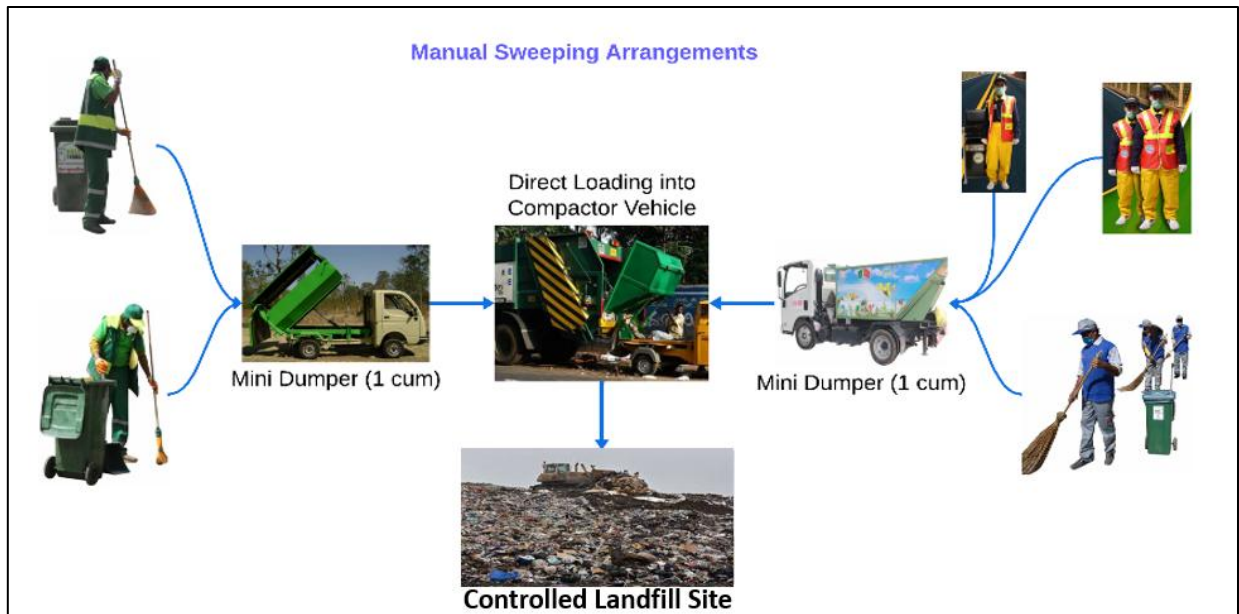 Manual Sweeping Arrangements
Direct Loading into
Compactor Vehicle
Mini Dumper (1 cum)
Mini Dumper (1 cum)
Controlled Landfill Site